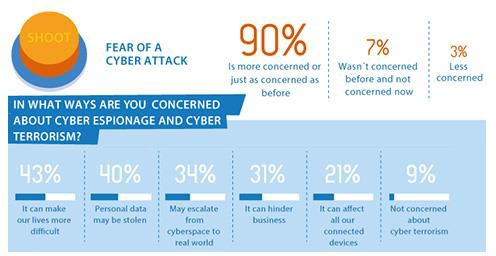 SHOOT
FEAR OF A
CYBER ATTACK
90%
Is more concerned or
just as concerned as
before
7%
Wasn´t concerned
before and not
concerned now
3%
Less
concerned
IN WHAT WAYS ARE YOU CONCERNED
ABOUT CYBER ESPIONAGE AND CYBER
TERRORISM?
43%
It can make
our lives more
difficult
40%
Personal data
may be stolen
34%
May escalate
from
cyberspace to
real world
31%
It can hinder
business
21%
It can affect
all our
connected
devices
9%
Not concerned
about
cyber terrorism